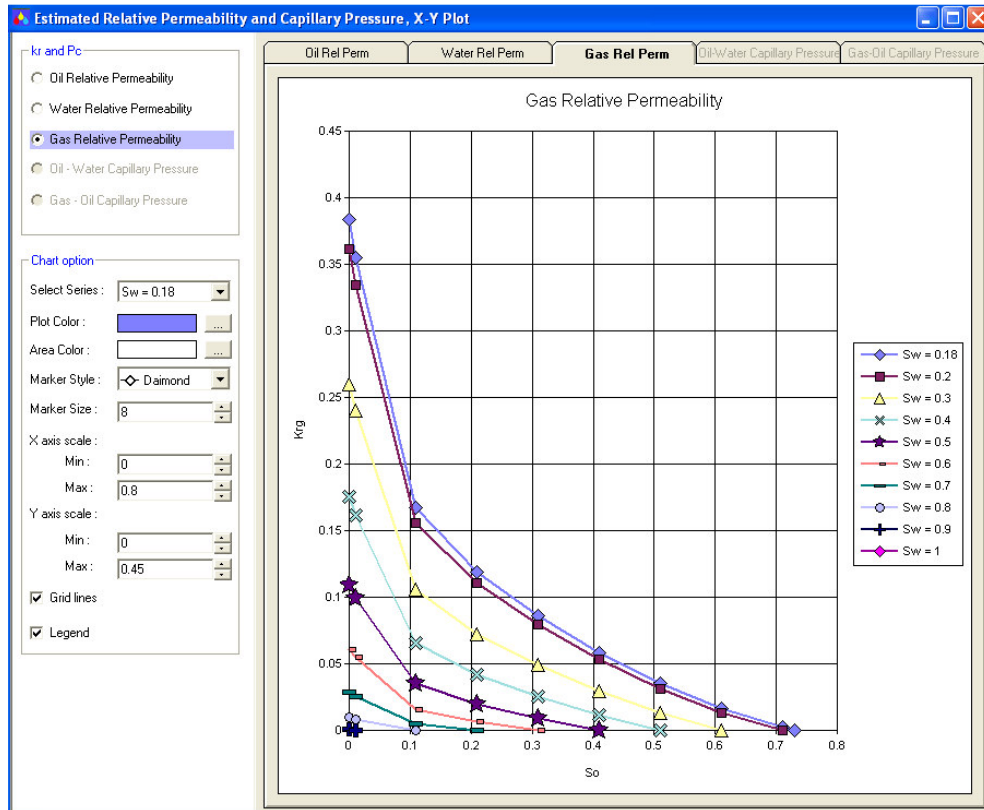 Estimated Relative Permeability and Capillary Pressure, X-Y Plot
kr and Pc
Oil Relative Permeability
Water Relative Permeability
Gas Relative Permeability
Oil - Water Capillary Pressure
Gas - Oil Capillary Pressure
Chart option
Select Series : Sw = 0.18
Plot Color : ...
Area Color : ...
Marker Style : Daimond
Marker Size : 8
X axis scale :
Min : 0
Max : 0.8
Y axis scale :
Min : 0
Max : 0.45
Grid lines
Legend
Oil Rel Perm Water Rel Perm Gas Rel Perm Oil-Water Capillary Pressure Gas-Oil Capillary Pressure
Gas Relative Permeability
0.45
0.4
0.35
0.3
0.25
0.2
0.15
0.1
0.05
0
Krg
0 0.1 0.2 0.3 0.4 0.5 0.6 0.7 0.8
So
Sw = 0.18
Sw = 0.2
Sw = 0.3
Sw = 0.4
Sw = 0.5
Sw = 0.6
Sw = 0.7
Sw = 0.8
Sw = 0.9
Sw = 1